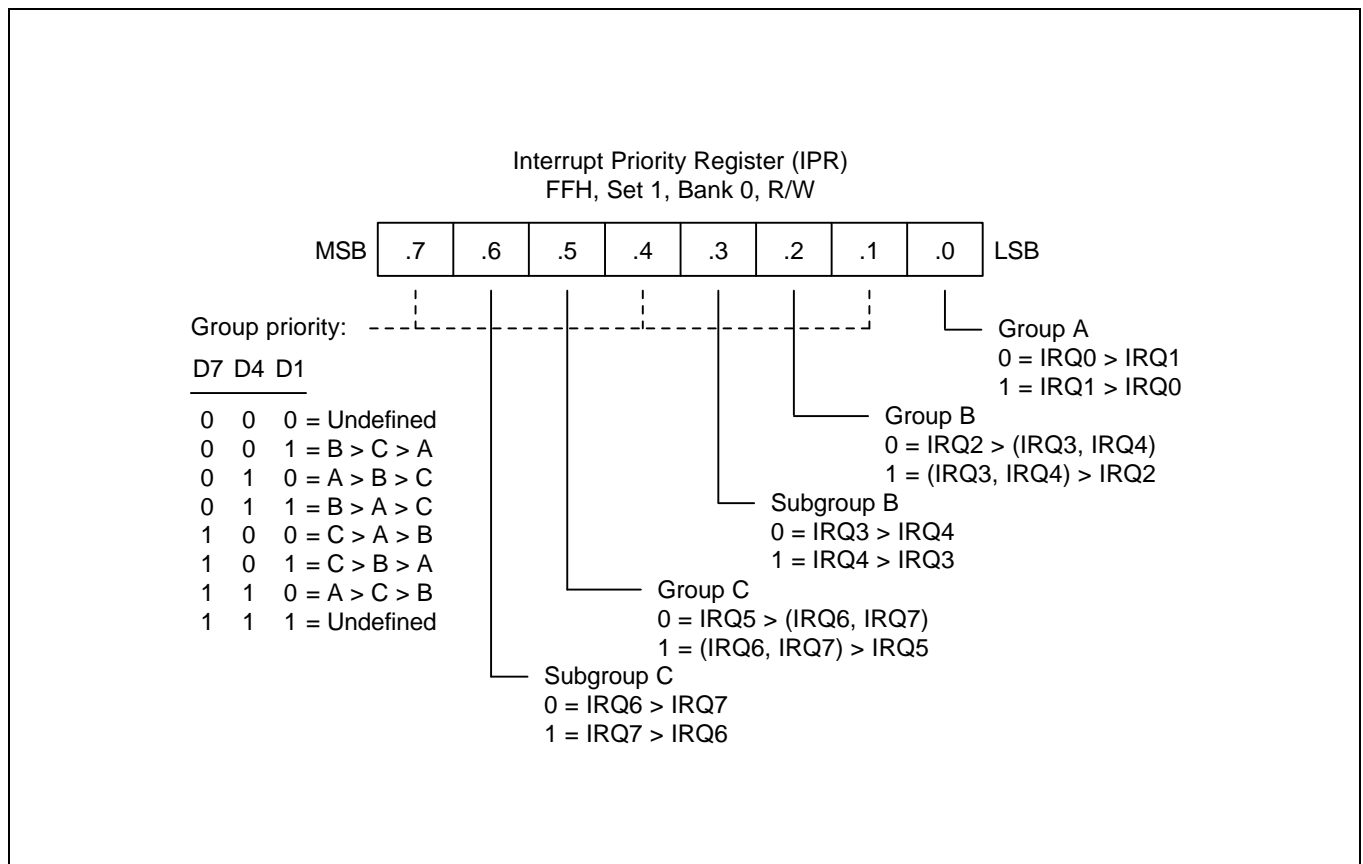 Interrupt Priority Register (IPR)
FFH, Set 1, Bank 0, R/W
MSB .7 .6 .5 .4 .3 .2 .1 .0 LSB
Group priority:
D7 D4 D1
0 0 0 = Undefined
0 0 1 = B > C > A
0 1 0 = A > B > C
0 1 1 = B > A > C
1 0 0 = C > A > B
1 0 1 = C > B > A
1 1 0 = A > C > B
1 1 1 = Undefined
Group A
0 = IRQ0 > IRQ1
1 = IRQ1 > IRQ0
Group B
0 = IRQ2 > (IRQ3, IRQ4)
1 = (IRQ3, IRQ4) > IRQ2
Subgroup B
0 = IRQ3 > IRQ4
1 = IRQ4 > IRQ3
Group C
0 = IRQ5 > (IRQ6, IRQ7)
1 = (IRQ6, IRQ7) > IRQ5
Subgroup C
0 = IRQ6 > IRQ7
1 = IRQ7 > IRQ6